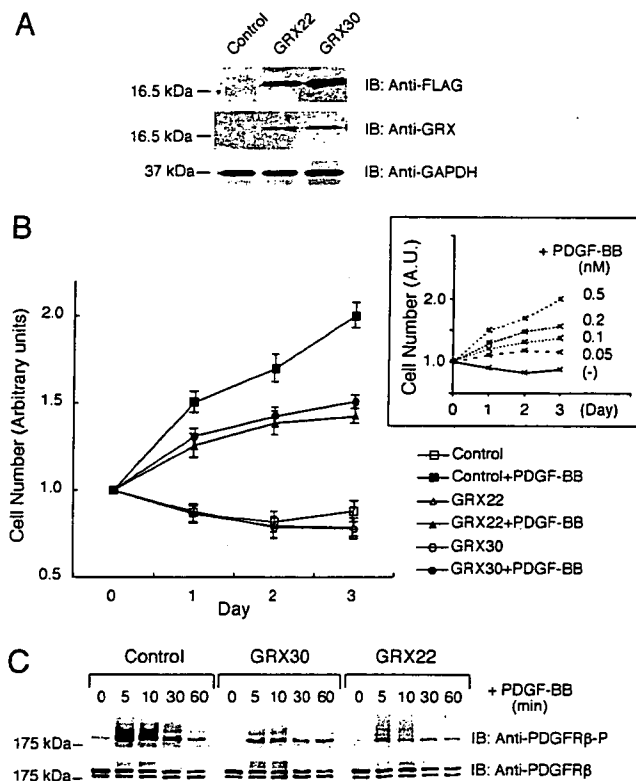 A
Control GRX22 GRX30
16.5 kDa IB: Anti-FLAG
16.5 kDa IB: Anti-GRX
37 kDa IB: Anti-GAPDH
B
Cell Number (Arbitrary units)
2.0
1.5
1.0
0.5
0 1 2 3
Day
Cell Number (A.U.)
2.0
1.0
+ PDGF-BB
(nM)
0.5
0.2
0.1
0.05
(-)
0 1 2 3 (Day)
Control
Control+PDGF-BB
GRX22
GRX22+PDGF-BB
GRX30
GRX30+PDGF-BB
C
Control GRX30 GRX22
0 5 10 30 60 0 5 10 30 60 0 5 10 30 60 + PDGF-BB
(min)
175 kDa IB: Anti-PDGFRβ-P
175 kDa IB: Anti-PDGFRβ